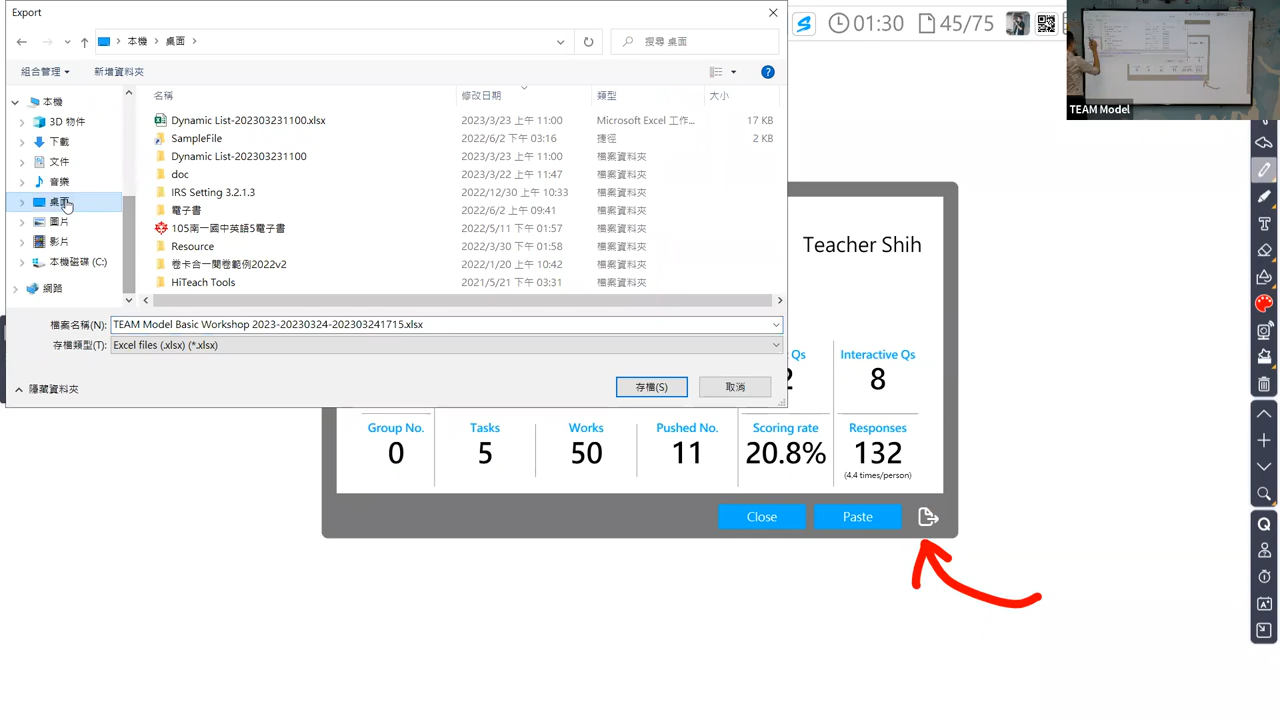 Export
本機 › 桌面 ›
搜尋 桌面
01:30
45/75
TEAM Model
組合管理
新增資料夾
名稱 修改日期 類型 大小
本機
3D 物件
下載
文件
音樂
桌面
圖片
影片
本機磁碟 (C:)
網路
Dynamic List-202303231100.xlsx 2023/3/23 上午 11:00 Microsoft Excel 工作... 17 KB
SampleFile 2022/6/2 下午 03:16 捷徑 2 KB
Dynamic List-202303231100 2023/3/23 上午 11:00 檔案資料夾
doc 2023/3/22 上午 11:47 檔案資料夾
IRS Setting 3.2.1.3 2022/12/30 上午 10:33 檔案資料夾
電子書 2022/6/2 上午 09:41 檔案資料夾
105南一國中英語5電子書 2022/5/11 下午 01:57 檔案資料夾
Resource 2022/3/30 下午 01:58 檔案資料夾
卷卡合一閱卷範例2022v2 2022/1/20 上午 10:42 檔案資料夾
HiTeach Tools 2021/5/21 下午 03:31 檔案資料夾
檔案名稱(N): TEAM Model Basic Workshop 2023-20230324-202303241715.xlsx
存檔類型(T): Excel files (.xlsx) (*.xlsx)
隱藏資料夾
存檔(S)
取消
Teacher Shih
Qs
2
Interactive Qs
8
Group No. Tasks Works Pushed No. Scoring rate Responses
0 5 50 11 20.8% 132
(4.4 times/person)
Close
Paste